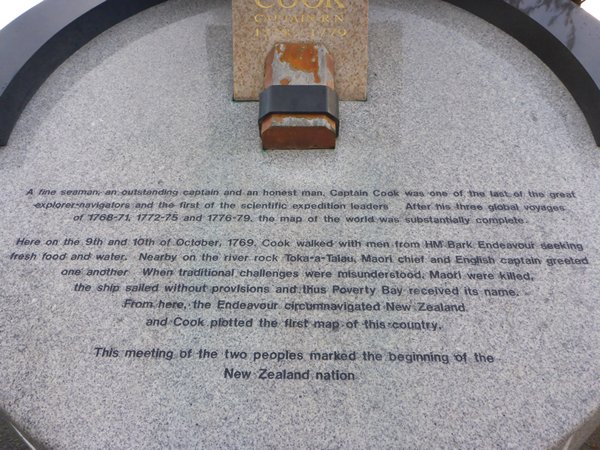 COOK
COMMANDER R.N.
1728 - 1779
A fine seaman, an outstanding captain and an honest man, Captain Cook was one of the last of the great
explorer-navigators and the first of the scientific expedition leaders. After his three global voyages
of 1768-71, 1772-75 and 1776-79, the map of the world was substantially complete.
Here on the 9th and 10th of October, 1769, Cook walked with men from HM Bark Endeavour seeking
fresh food and water. Nearby on the river rock Toka-a-Taiau, Maori chief and English captain greeted
one another. When traditional challenges were misunderstood, Maori were killed,
the ship sailed without provisions and thus Poverty Bay received its name.
From here, the Endeavour circumnavigated New Zealand
and Cook plotted the first map of this country.
This meeting of the two peoples marked the beginning of the
New Zealand nation